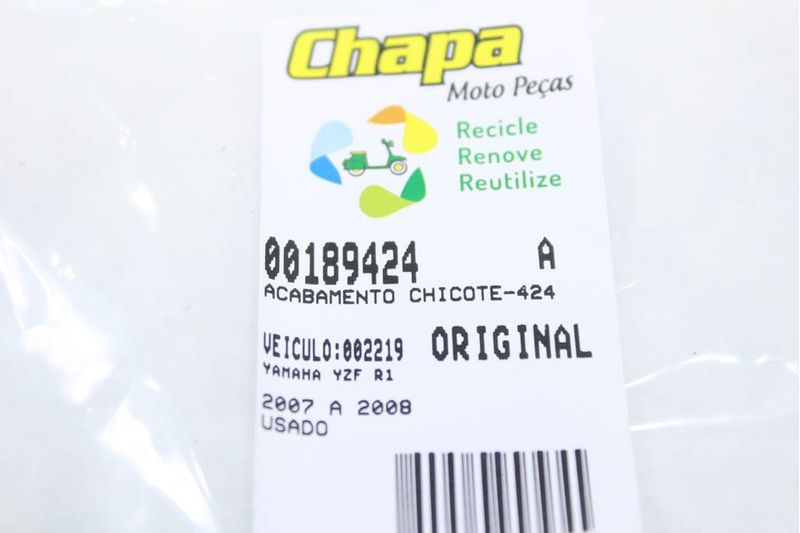 Chapa
Moto Peças
Recicle
Renove
Reutilize
00189424 A
ACABAMENTO CHICOTE-424
VEICULO:002219 ORIGINAL
YAMAHA YZF R1
2007 A 2008
USADO